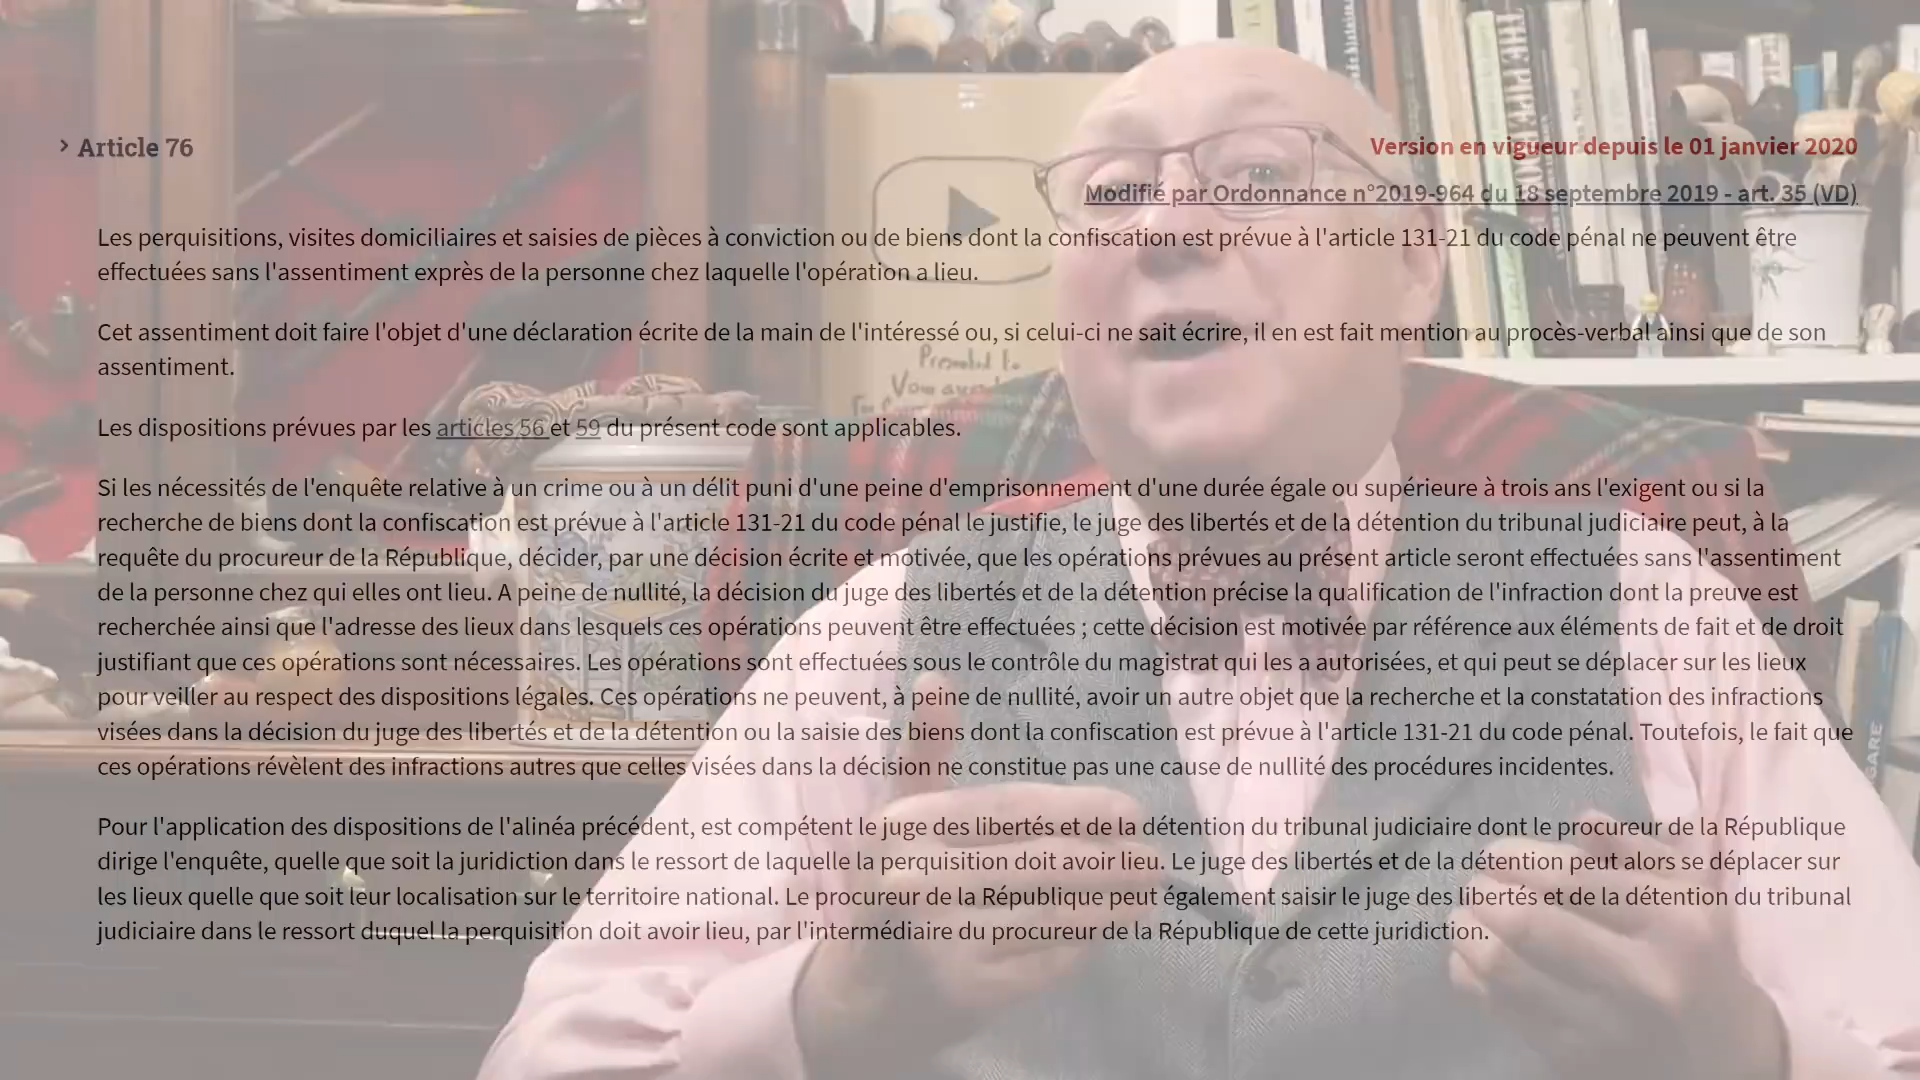 Article 76
Version en vigueur depuis le 01 janvier 2020
Modifié par Ordonnance n°2019-964 du 18 septembre 2019 - art. 35 (VD)
Les perquisitions, visites domiciliaires et saisies de pièces à conviction ou de biens dont la confiscation est prévue à l'article 131-21 du code pénal ne peuvent être
effectuées sans l'assentiment exprès de la personne chez laquelle l'opération a lieu.
Cet assentiment doit faire l'objet d'une déclaration écrite de la main de l'intéressé ou, si celui-ci ne sait écrire, il en est fait mention au procès-verbal ainsi que de son
assentiment.
Les dispositions prévues par les articles 56 et 59 du présent code sont applicables.
Si les nécessités de l'enquête relative à un crime ou à un délit puni d'une peine d'emprisonnement d'une durée égale ou supérieure à trois ans l'exigent ou si la
recherche de biens dont la confiscation est prévue à l'article 131-21 du code pénal le justifie, le juge des libertés et de la détention du tribunal judiciaire peut, à la
requête du procureur de la République, décider, par une décision écrite et motivée, que les opérations prévues au présent article seront effectuées sans l'assentiment
de la personne chez qui elles ont lieu. A peine de nullité, la décision du juge des libertés et de la détention précise la qualification de l'infraction dont la preuve est
recherchée ainsi que l'adresse des lieux dans lesquels ces opérations peuvent être effectuées ; cette décision est motivée par référence aux éléments de fait et de droit
justifiant que ces opérations sont nécessaires. Les opérations sont effectuées sous le contrôle du magistrat qui les a autorisées, et qui peut se déplacer sur les lieux
pour veiller au respect des dispositions légales. Ces opérations ne peuvent, à peine de nullité, avoir un autre objet que la recherche et la constatation des infractions
visées dans la décision du juge des libertés et de la détention ou la saisie des biens dont la confiscation est prévue à l'article 131-21 du code pénal. Toutefois, le fait que
ces opérations révèlent des infractions autres que celles visées dans la décision ne constitue pas une cause de nullité des procédures incidentes.
Pour l'application des dispositions de l'alinéa précédent, est compétent le juge des libertés et de la détention du tribunal judiciaire dont le procureur de la République
dirige l'enquête, quelle que soit la juridiction dans le ressort de laquelle la perquisition doit avoir lieu. Le juge des libertés et de la détention peut alors se déplacer sur
les lieux quelle que soit leur localisation sur le territoire national. Le procureur de la République peut également saisir le juge des libertés et de la détention du tribunal
judiciaire dans le ressort duquel la perquisition doit avoir lieu, par l'intermédiaire du procureur de la République de cette juridiction.